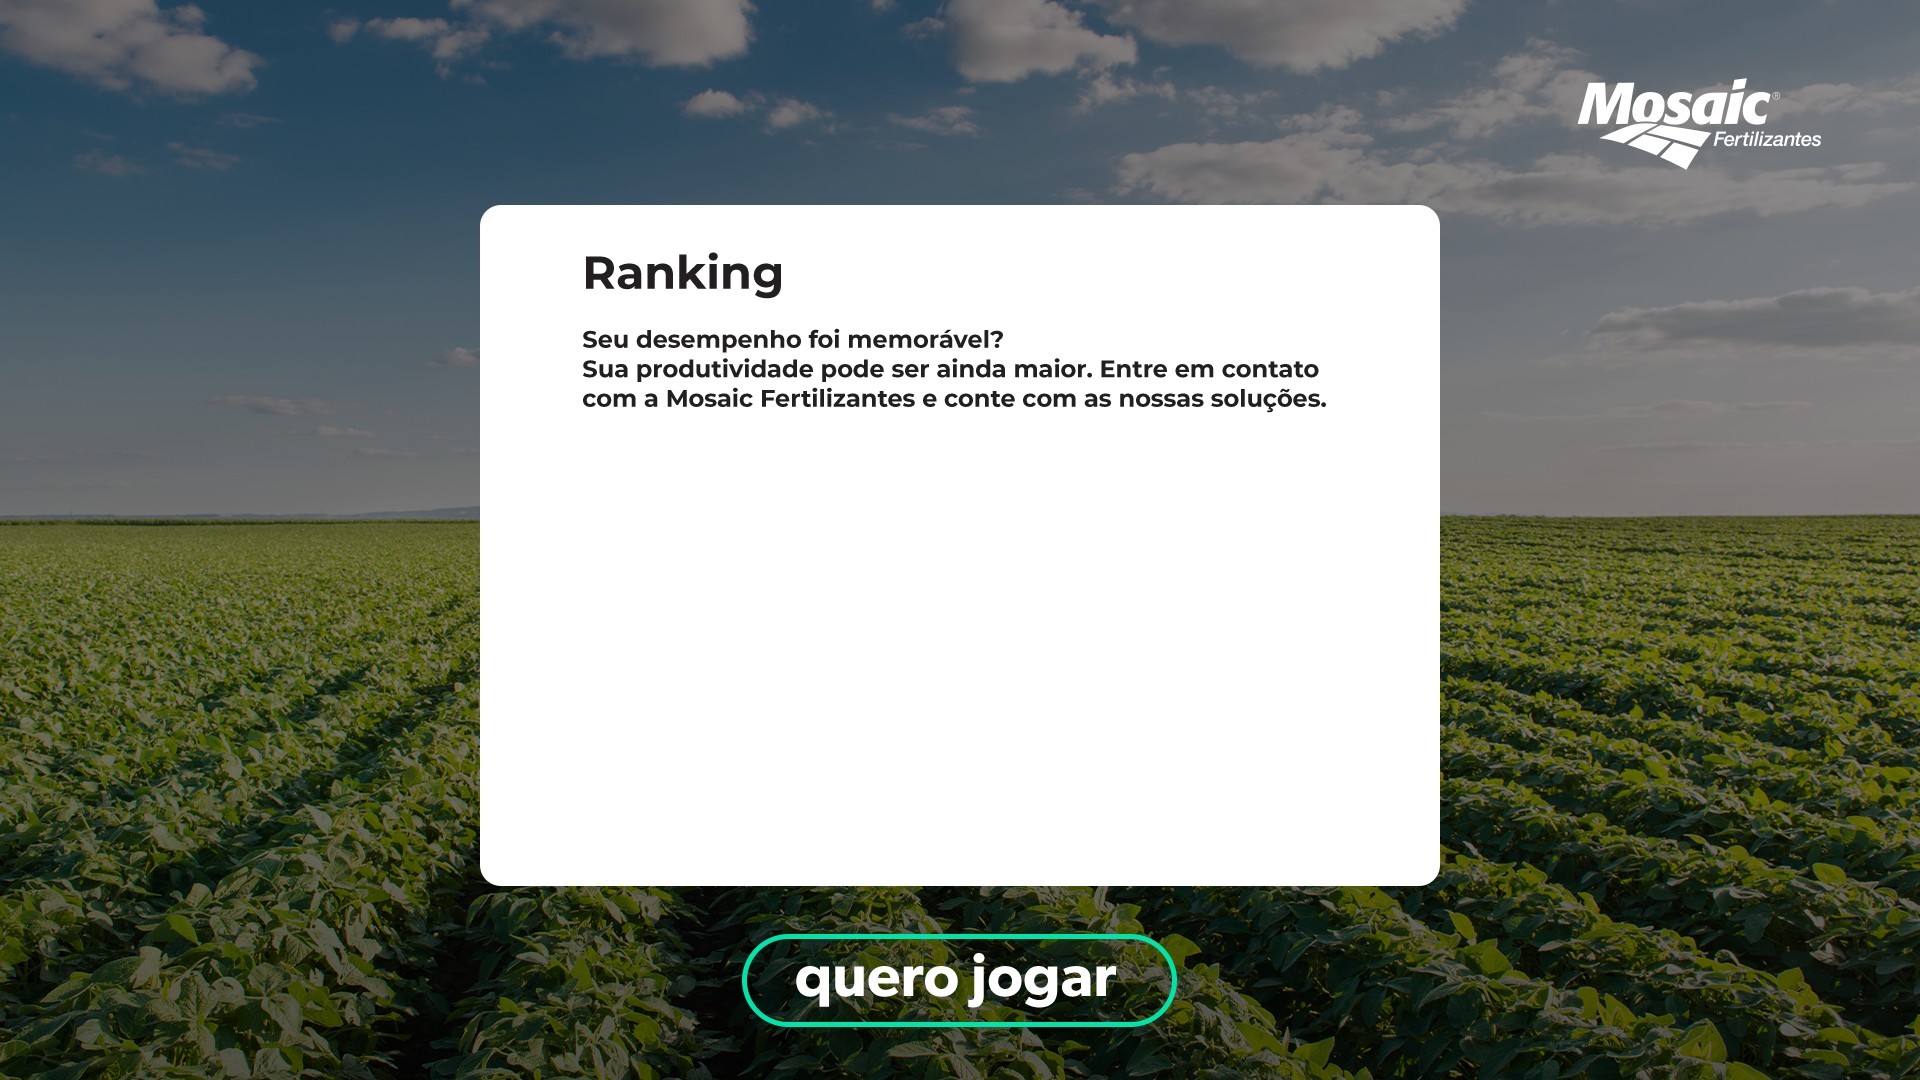 Mosaic®
Fertilizantes
Ranking
Seu desempenho foi memorável?
Sua produtividade pode ser ainda maior. Entre em contato
com a Mosaic Fertilizantes e conte com as nossas soluções.
quero jogar